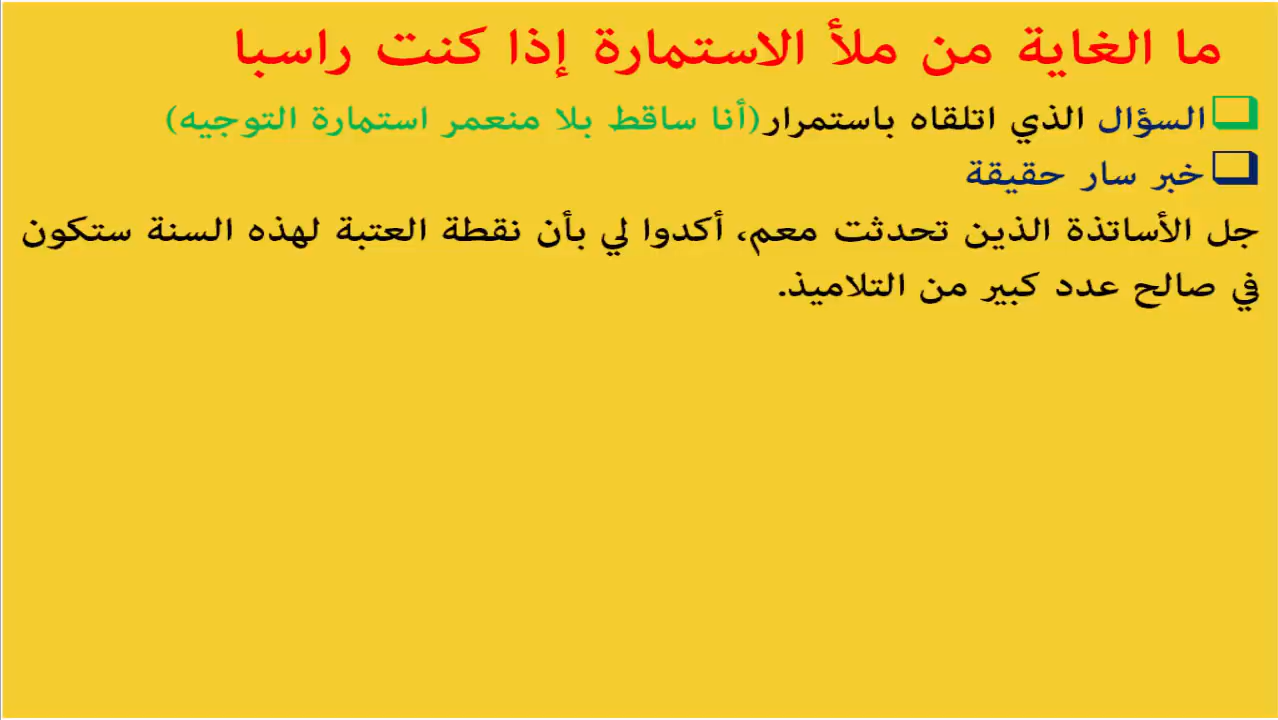 ما الغاية من ملأ الاستمارة إذا كنت راسبا
السؤال الذي اتلقاه باستمرار(أنا ساقط بلا منعمر استمارة التوجيه)
خبر سار حقيقة
جل الأساتذة الذين تحدثت معم، أكدوا لي بأن نقطة العتبة لهذه السنة ستكون
في صالح عدد كبير من التلاميذ.